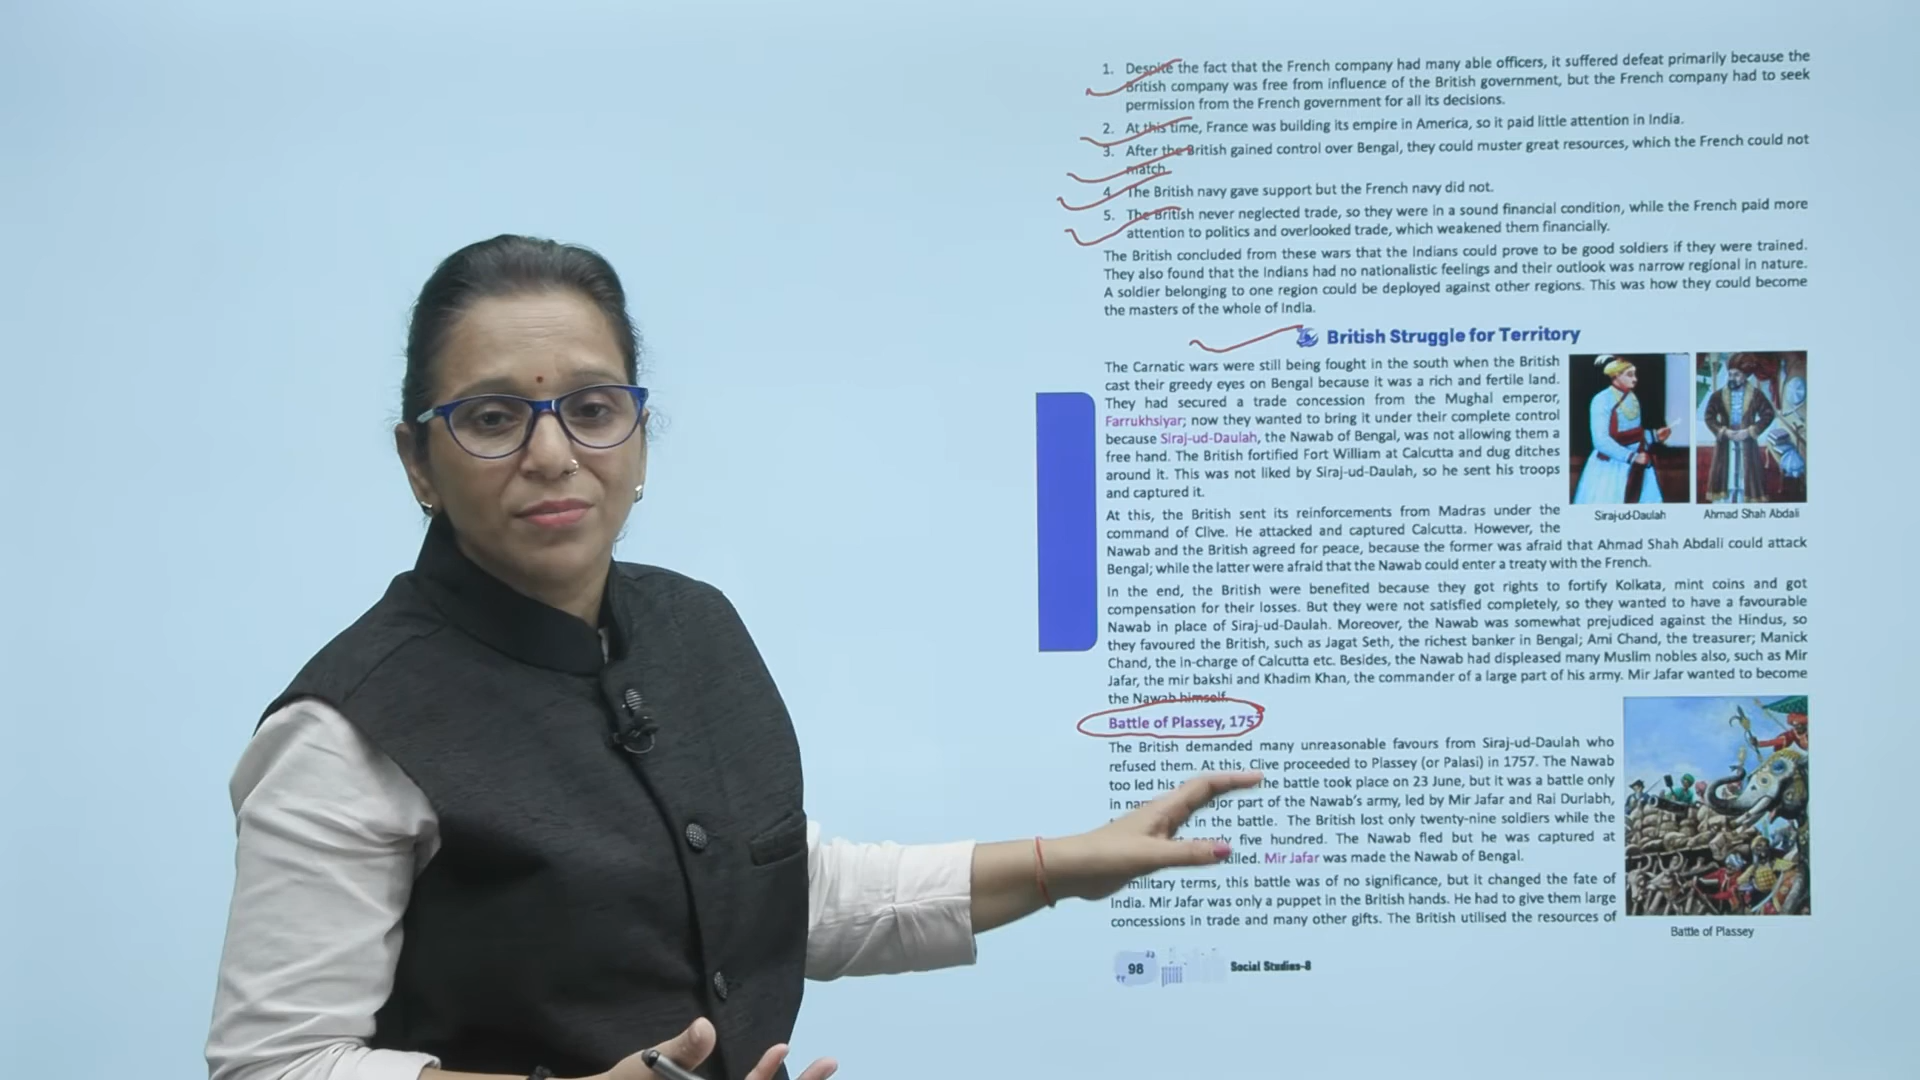 1. Despite the fact that the French company had many able officers, it suffered defeat primarily because the
British company was free from influence of the British government, but the French company had to seek
permission from the French government for all its decisions.
2. At this time, France was building its empire in America, so it paid little attention in India.
3. After the British gained control over Bengal, they could muster great resources, which the French could not
match.
4. The British navy gave support but the French navy did not.
5. The British never neglected trade, so they were in a sound financial condition, while the French paid more
attention to politics and overlooked trade, which weakened them financially.
The British concluded from these wars that the Indians could prove to be good soldiers if they were trained.
They also found that the Indians had no nationalistic feelings and their outlook was narrow regional in nature.
A soldier belonging to one region could be deployed against other regions. This was how they could become
the masters of the whole of India.
British Struggle for Territory
The Carnatic wars were still being fought in the south when the British
cast their greedy eyes on Bengal because it was a rich and fertile land.
They had secured a trade concession from the Mughal emperor,
Farrukhsiyar; now they wanted to bring it under their complete control
because Siraj-ud-Daulah, the Nawab of Bengal, was not allowing them a
free hand. The British fortified Fort William at Calcutta and dug ditches
around it. This was not liked by Siraj-ud-Daulah, so he sent his troops
and captured it.
Siraj-ud-Daulah
Ahmad Shah Abdali
At this, the British sent its reinforcements from Madras under the
command of Clive. He attacked and captured Calcutta. However, the
Nawab and the British agreed for peace, because the former was afraid that Ahmad Shah Abdali could attack
Bengal; while the latter were afraid that the Nawab could enter a treaty with the French.
In the end, the British were benefited because they got rights to fortify Kolkata, mint coins and got
compensation for their losses. But they were not satisfied completely, so they wanted to have a favourable
Nawab in place of Siraj-ud-Daulah. Moreover, the Nawab was somewhat prejudiced against the Hindus, so
they favoured the British, such as Jagat Seth, the richest banker in Bengal; Ami Chand, the treasurer; Manick
Chand, the in-charge of Calcutta etc. Besides, the Nawab had displeased many Muslim nobles also, such as Mir
Jafar, the mir bakshi and Khadim Khan, the commander of a large part of his army. Mir Jafar wanted to become
the Nawab himself.
Battle of Plassey, 1757
The British demanded many unreasonable favours from Siraj-ud-Daulah who
refused them. At this, Clive proceeded to Plassey (or Palasi) in 1757. The Nawab
too led his The battle took place on 23 June, but it was a battle only
in part of the Nawab's army, led by Mir Jafar and Rai Durlabh,
in the battle. The British lost only twenty-nine soldiers while the
nearly five hundred. The Nawab fled but he was captured at
killed. Mir Jafar was made the Nawab of Bengal.
military terms, this battle was of no significance, but it changed the fate of
India. Mir Jafar was only a puppet in the British hands. He had to give them large
concessions in trade and many other gifts. The British utilised the resources of
Battle of Plassey
98
Social Studies-8